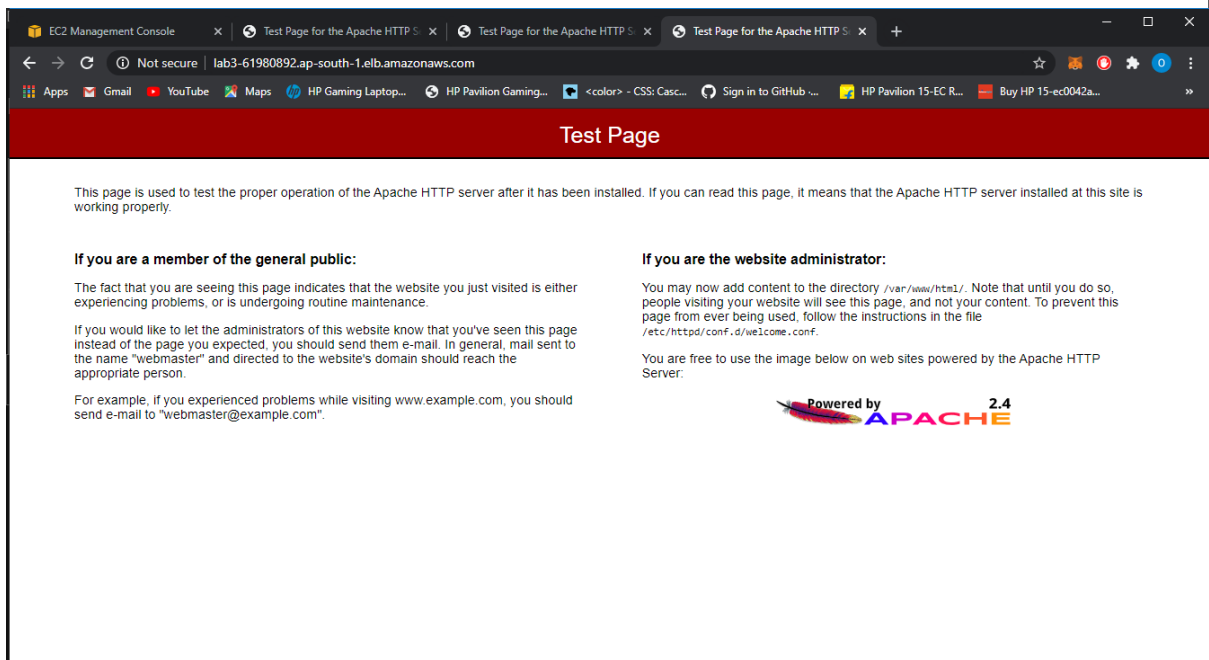 EC2 Management Console
Test Page for the Apache HTTP S
Test Page for the Apache HTTP S
Test Page for the Apache HTTP S
Not secure | lab3-61980892.ap-south-1.elb.amazonaws.com
O
Apps
Gmail
YouTube
Maps
HP Gaming Laptop...
HP Pavilion Gaming...
<color> - CSS: Casc...
Sign in to GitHub ·...
HP Pavilion 15-EC R...
Buy HP 15-ec0042a...
»
Test Page
This page is used to test the proper operation of the Apache HTTP server after it has been installed. If you can read this page, it means that the Apache HTTP server installed at this site is
working properly.
If you are a member of the general public:
The fact that you are seeing this page indicates that the website you just visited is either
experiencing problems, or is undergoing routine maintenance.
If you would like to let the administrators of this website know that you've seen this page
instead of the page you expected, you should send them e-mail. In general, mail sent to
the name "webmaster" and directed to the website's domain should reach the
appropriate person.
For example, if you experienced problems while visiting www.example.com, you should
send e-mail to "webmaster@example.com".
If you are the website administrator:
You may now add content to the directory /var/www/html/. Note that until you do so,
people visiting your website will see this page, and not your content. To prevent this
page from ever being used, follow the instructions in the file
/etc/httpd/conf.d/welcome.conf.
You are free to use the image below on web sites powered by the Apache HTTP
Server:
Powered by 2.4
APACHE